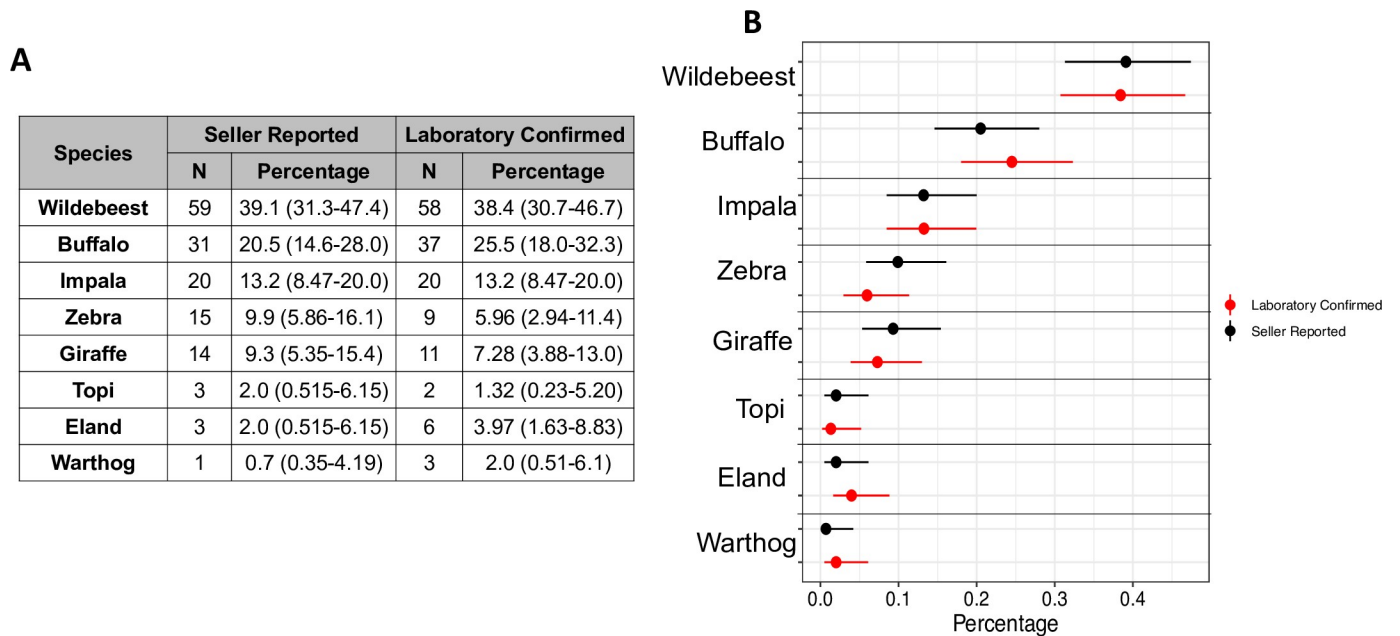 A
Species Seller Reported Laboratory Confirmed
N Percentage N Percentage
Wildebeest 59 39.1 (31.3-47.4) 58 38.4 (30.7-46.7)
Buffalo 31 20.5 (14.6-28.0) 37 25.5 (18.0-32.3)
Impala 20 13.2 (8.47-20.0) 20 13.2 (8.47-20.0)
Zebra 15 9.9 (5.86-16.1) 9 5.96 (2.94-11.4)
Giraffe 14 9.3 (5.35-15.4) 11 7.28 (3.88-13.0)
Topi 3 2.0 (0.515-6.15) 2 1.32 (0.23-5.20)
Eland 3 2.0 (0.515-6.15) 6 3.97 (1.63-8.83)
Warthog 1 0.7 (0.35-4.19) 3 2.0 (0.51-6.1)
B
Wildebeest
Buffalo
Impala
Zebra
Giraffe
Topi
Eland
Warthog
0.0 0.1 0.2 0.3 0.4
Percentage
Laboratory Confirmed
Seller Reported